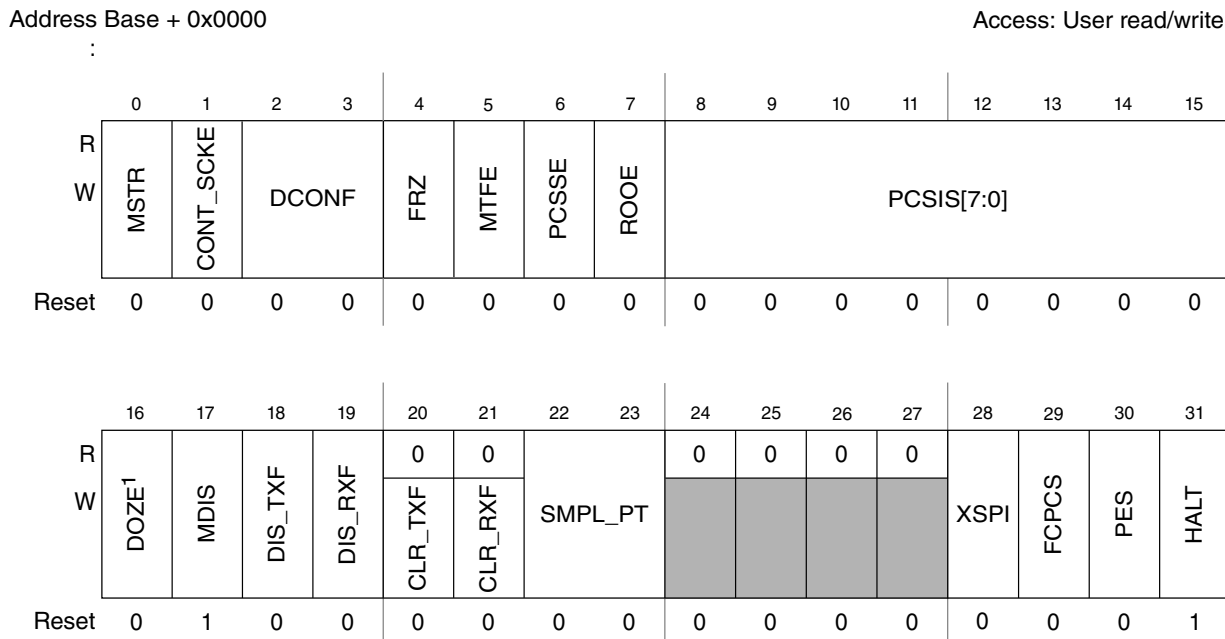 Address Base + 0x0000 Access: User read/write
:
0 1 2 3 4 5 6 7 8 9 10 11 12 13 14 15
R
W MSTR CONT_SCKE DCONF FRZ MTFE PCSSE ROOE PCSIS[7:0]
Reset 0 0 0 0 0 0 0 0 0 0 0 0 0 0 0 0
16 17 18 19 20 21 22 23 24 25 26 27 28 29 30 31
R 0 0 0 0 0 0
W DOZE1 MDIS DIS_TXF DIS_RXF CLR_TXF CLR_RXF SMPL_PT XSPI FCPCS PES HALT
Reset 0 1 0 0 0 0 0 0 0 0 0 0 0 0 0 1